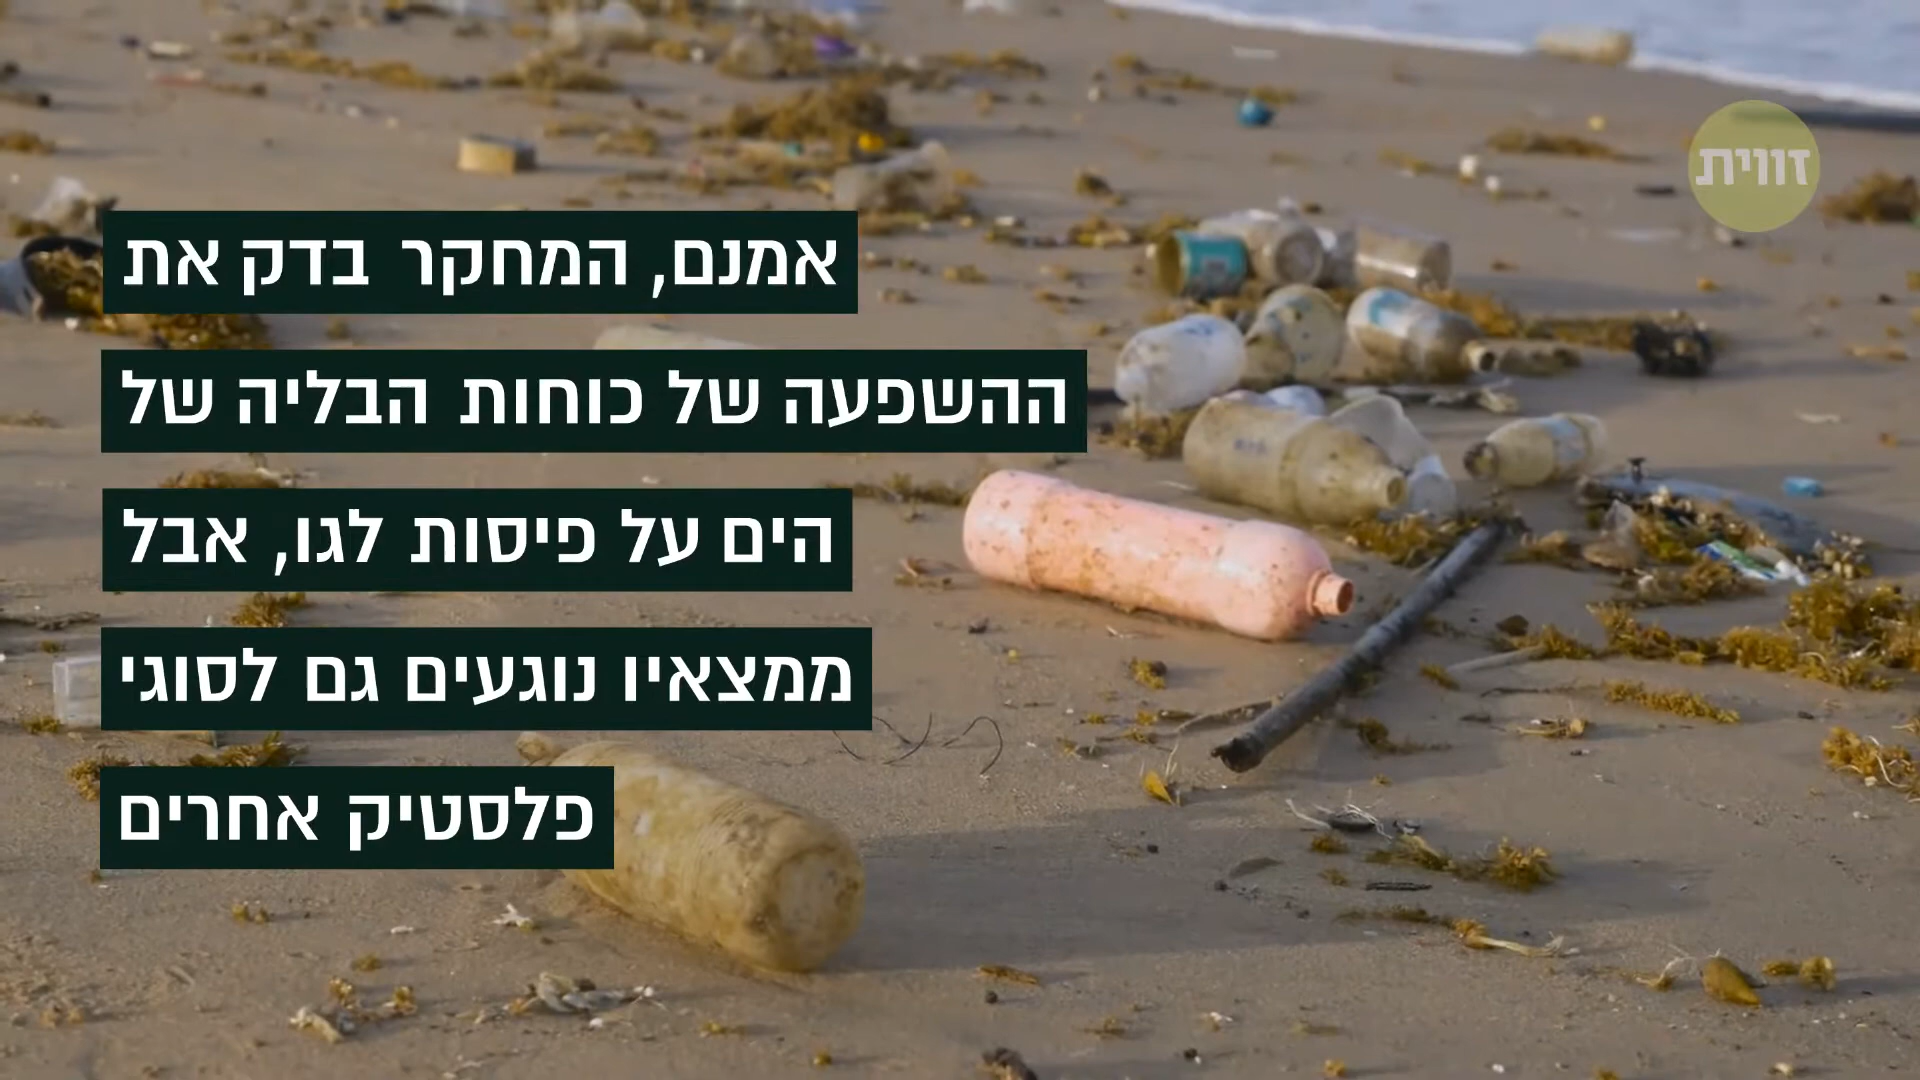 זווית
אמנם, המחקר בדק את
ההשפעה של כוחות הבליה של
הים על פיסות לגו, אבל
ממצאיו נוגעים גם לסוגי
פלסטיק אחרים